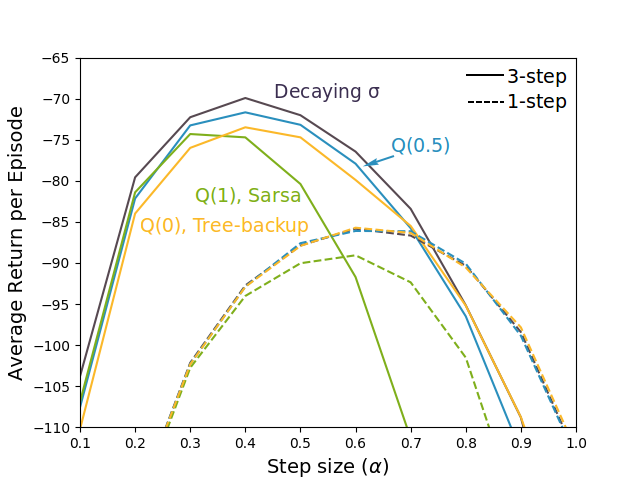 −65
−70
−75
−80
−85
−90
−95
−100
−105
−110
Average Return per Episode
Decaying σ
3-step
1-step
Q(0.5)
Q(1), Sarsa
Q(0), Tree-backup
0.1 0.2 0.3 0.4 0.5 0.6 0.7 0.8 0.9 1.0
Step size (α)